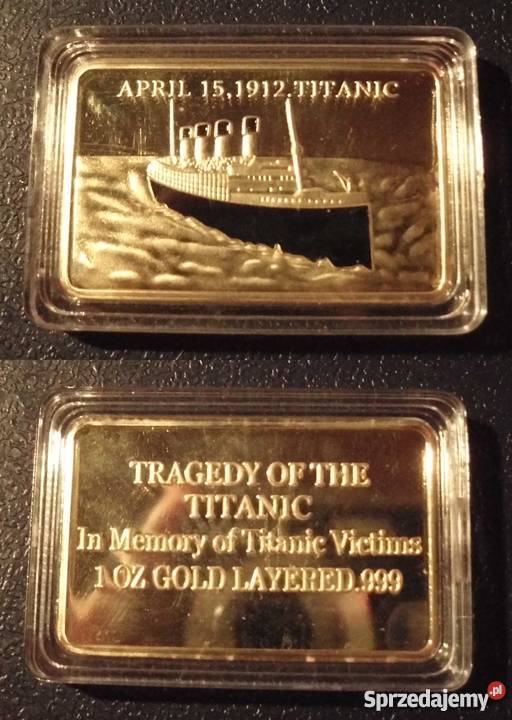 APRIL 15,1912.TITANIC
TRAGEDY OF THE
TITANIC
In Memory of Titanic Victims
1 OZ GOLD LAYERED.999
Sprzedajemy.pl